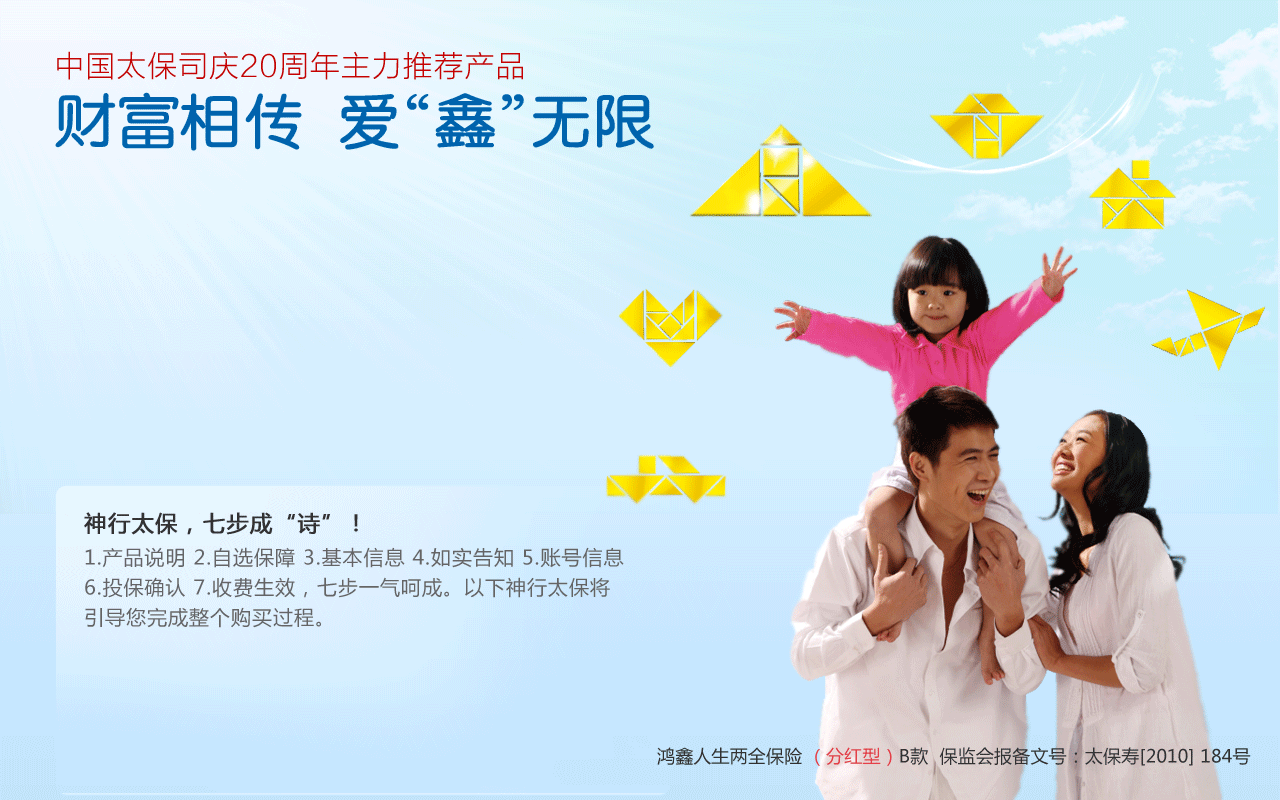 中国太保司庆20周年主力推荐产品
财富相传 爱“鑫”无限
神行太保，七步成“诗”！
1.产品说明 2.自选保障 3.基本信息 4.如实告知 5.账号信息
6.投保确认 7.收费生效，七步一气呵成。以下神行太保将
引导您完成整个购买过程。
鸿鑫人生两全保险（分红型）B款 保监会报备文号：太保寿[2010] 184号